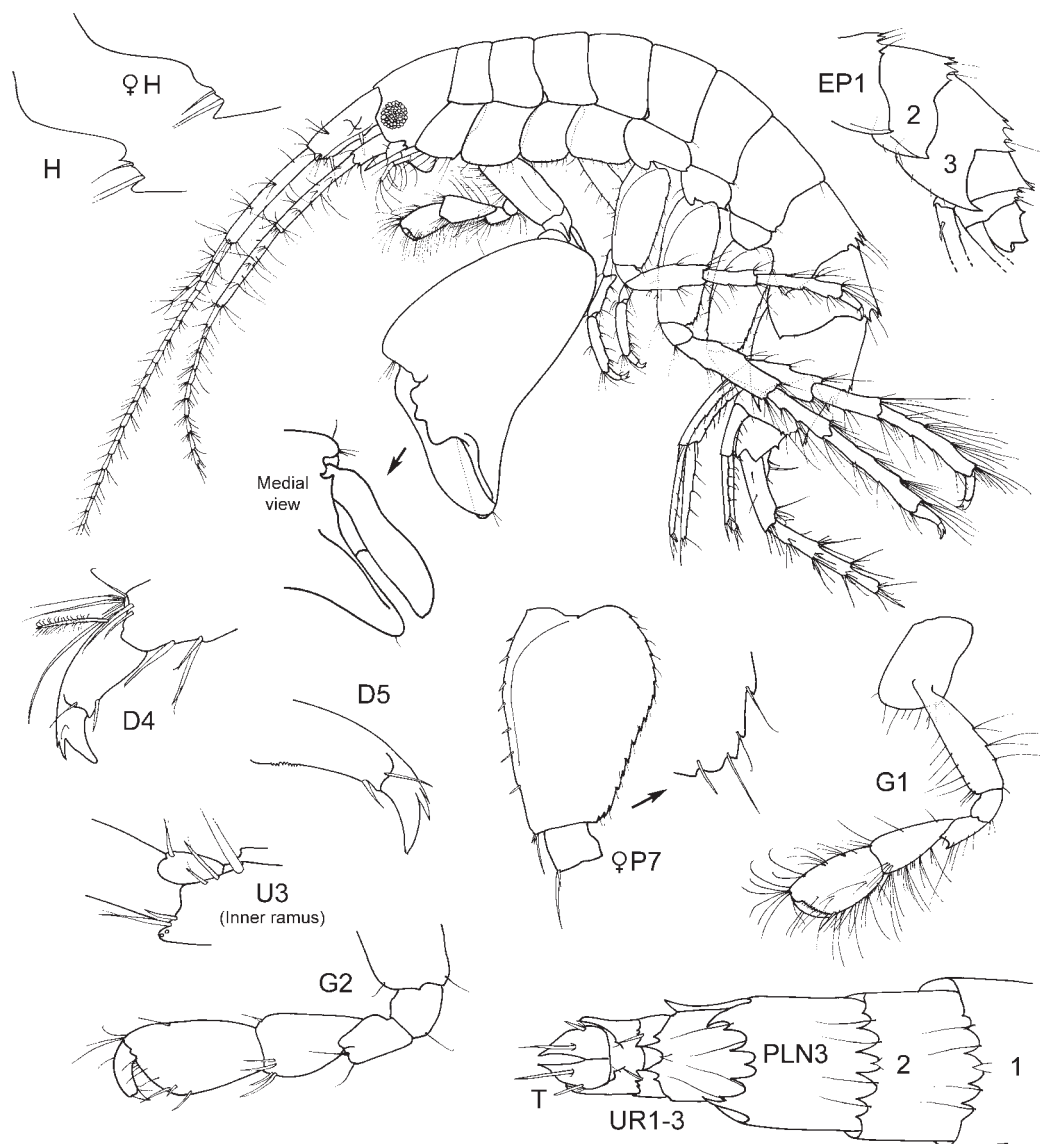 ♀H
H
EP1
2
3
Medial
view
D4
D5
♀P7
G1
U3
(Inner ramus)
G2
PLN3
2
1
T
UR1-3